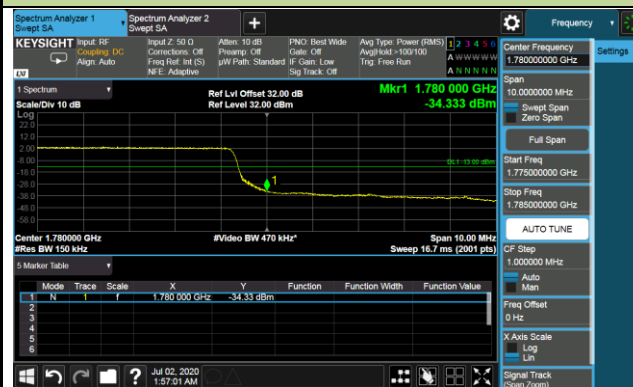 Spectrum Analyzer 1
Swept SA
Spectrum Analyzer 2
Swept SA
Frequency
KEYSIGHT
Input: RF
Coupling: DC
Align: Auto
Input Z: 50 Ω
Corrections: Off
Freq Ref: Int (S)
NFE: Adaptive
Atten: 10 dB
Preamp: Off
µW Path: Standard
PNO: Best Wide
Gate: Off
IF Gain: Low
Sig Track: Off
Avg Type: Power (RMS)
Avg|Hold:>100/100
Trig: Free Run
1 2 3 4 5 6
A W W W W W
A N N N N N
LXI
1 Spectrum
Scale/Div 10 dB
Log
Ref Lvl Offset 32.00 dB
Ref Level 32.00 dBm
Mkr1 1.780 000 GHz
-34.333 dBm
22.0
12.0
2.00
-8.00
-18.0
-28.0
-38.0
-48.0
-58.0
DL1 -13.00 dBm
1
Center 1.780000 GHz
#Res BW 150 kHz
#Video BW 470 kHz*
Span 10.00 MHz
Sweep 16.7 ms (2001 pts)
5 Marker Table
Mode Trace Scale X Y Function Function Width Function Value
1 N 1 f 1.780 000 GHz -34.33 dBm
2
3
4
5
6
Jul 02, 2020
1:57:01 AM
Center Frequency
1.780000000 GHz
Settings
Span
10.0000000 MHz
Swept Span
Zero Span
Full Span
Start Freq
1.775000000 GHz
Stop Freq
1.785000000 GHz
AUTO TUNE
CF Step
1.000000 MHz
Auto
Man
Freq Offset
0 Hz
X Axis Scale
Log
Lin
Signal Track
(Span Zoom)